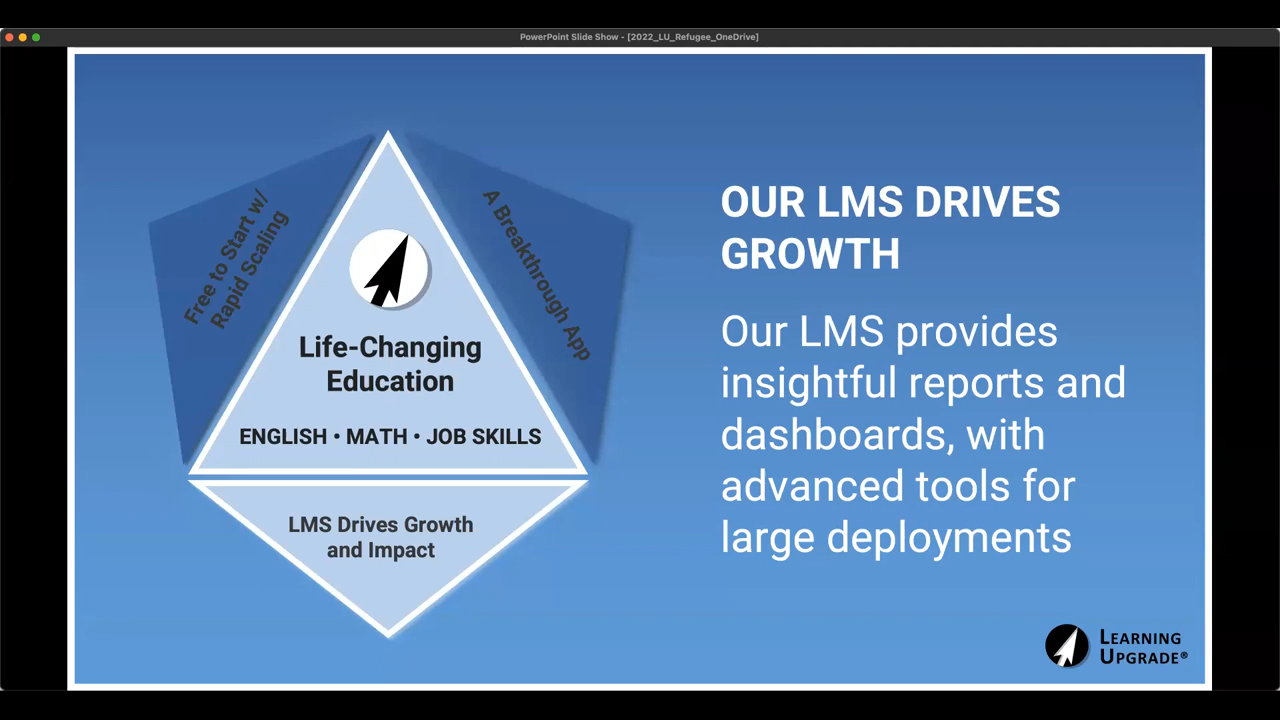 PowerPoint Slide Show - [2022_LU_Refugee_OneDrive]
Free to Start w/
Rapid Scaling
A Breakthrough App
Life-Changing
Education
ENGLISH • MATH • JOB SKILLS
LMS Drives Growth
and Impact
OUR LMS DRIVES
GROWTH
Our LMS provides
insightful reports and
dashboards, with
advanced tools for
large deployments
LEARNING
UPGRADE®